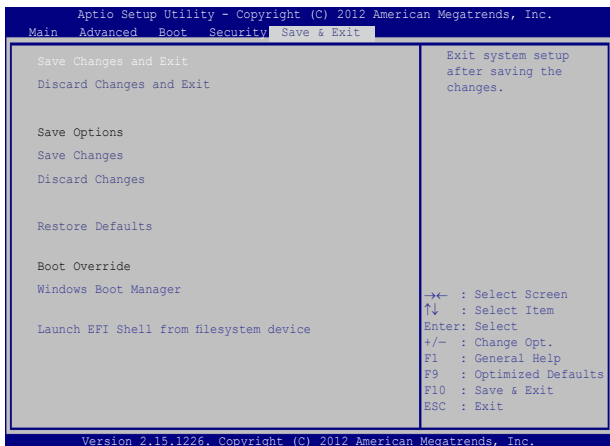 Aptio Setup Utility - Copyright (C) 2012 American Megatrends, Inc.
Main Advanced Boot Security Save & Exit
Save Changes and Exit
Discard Changes and Exit
Save Options
Save Changes
Discard Changes
Restore Defaults
Boot Override
Windows Boot Manager
Launch EFI Shell from filesystem device
Exit system setup
after saving the
changes.
→← : Select Screen
↑↓ : Select Item
Enter: Select
+/— : Change Opt.
F1 : General Help
F9 : Optimized Defaults
F10 : Save & Exit
ESC : Exit
Version 2.15.1226. Copyright (C) 2012 American Megatrends, Inc.